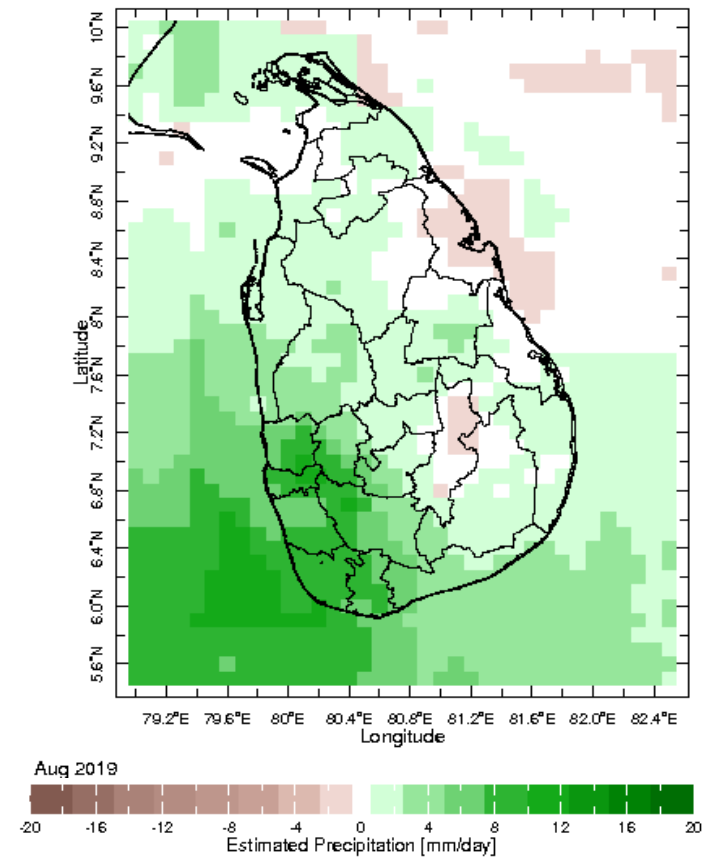 10°N
9.6°N
9.2°N
8.8°N
8.4°N
8°N
7.6°N
7.2°N
6.8°N
6.4°N
6.0°N
5.6°N
Latitude
79.2°E 79.6°E 80°E 80.4°E 80.8°E 81.2°E 81.6°E 82.0°E 82.4°E
Longitude
Aug 2019
-20 -16 -12 -8 -4 0 4 8 12 16 20
Estimated Precipitation [mm/day]